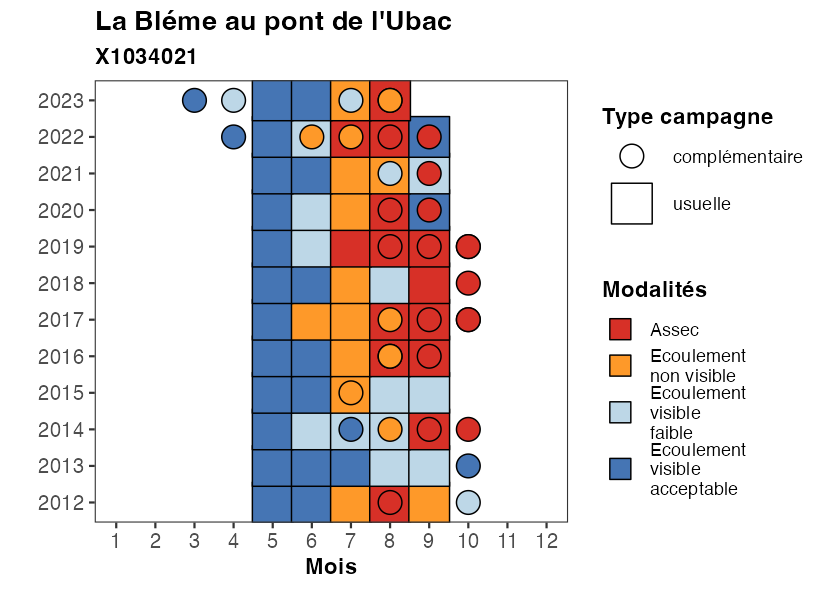 La Bléme au pont de l'Ubac
X1034021
2023
2022
2021
2020
2019
2018
2017
2016
2015
2014
2013
2012
1 2 3 4 5 6 7 8 9 10 11 12
Mois
Type campagne
complémentaire
usuelle
Modalités
Assec
Ecoulement
non visible
Ecoulement
visible
faible
Ecoulement
visible
acceptable